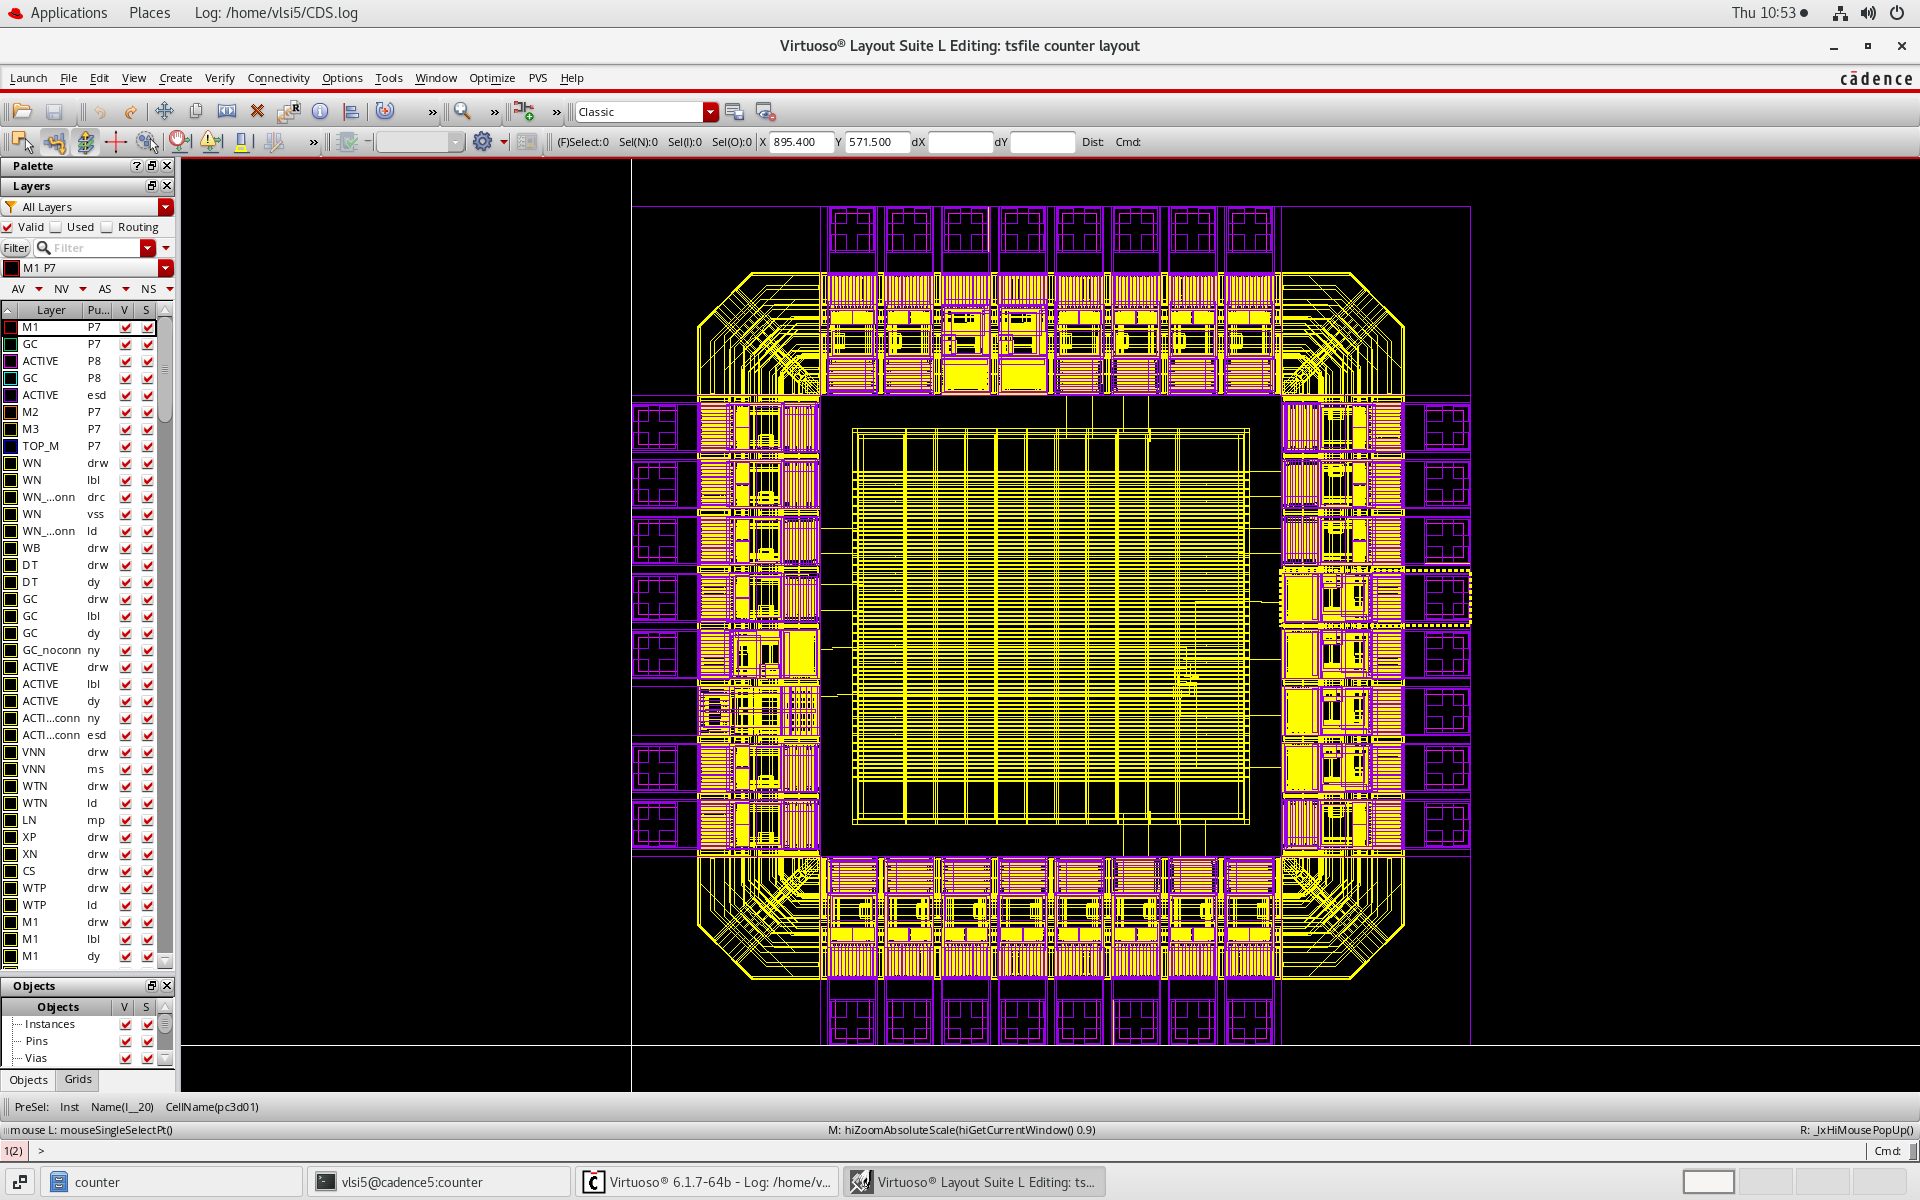 Applications Places Log: /home/vlsi5/CDS.log Thu 10:53
Virtuoso® Layout Suite L Editing: tsfile counter layout
Launch File Edit View Create Verify Connectivity Options Tools Window Optimize PVS Help cādence
Classic
(F)Select:0 Sel(N):0 Sel(I):0 Sel(O):0 X 895.400 Y 571.500 dX dY Dist: Cmd:
Palette
Layers
All Layers
Valid Used Routing
Filter Filter
M1 P7
AV NV AS NS
Layer Pu... V S
M1 P7
GC P7
ACTIVE P8
GC P8
ACTIVE esd
M2 P7
M3 P7
TOP_M P7
WN drw
WN lbl
WN_...onn drc
WN vss
WN_...onn ld
WB drw
DT drw
DT dy
GC drw
GC lbl
GC dy
GC_noconn ny
ACTIVE drw
ACTIVE lbl
ACTIVE dy
ACTI...conn ny
ACTI...conn esd
VNN drw
VNN ms
WTN drw
WTN ld
LN mp
XP drw
XN drw
CS drw
WTP drw
WTP ld
M1 drw
M1 lbl
M1 dy
Objects
Objects V S
Instances
Pins
Vias
Objects Grids
PreSel: Inst Name(I__20) CellName(pc3d01)
mouse L: mouseSingleSelectPt() M: hiZoomAbsoluteScale(hiGetCurrentWindow() 0.9) R: _lxHiMousePopUp()
1(2) > Cmd:
counter vlsi5@cadence5:counter Virtuoso® 6.1.7-64b - Log: /home/v... Virtuoso® Layout Suite L Editing: ts...